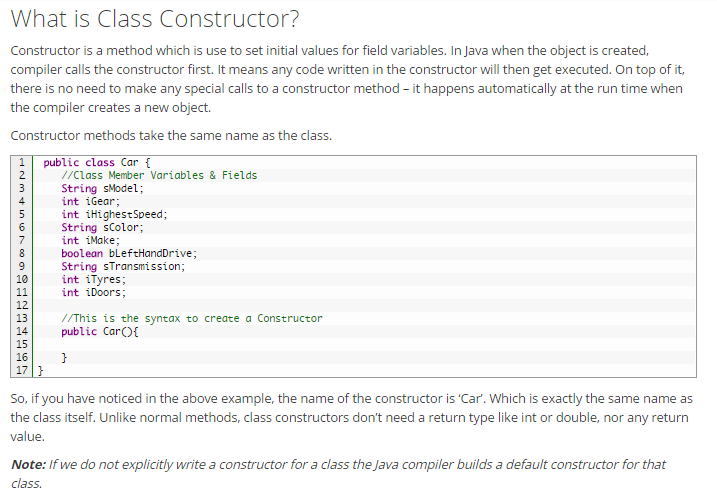 What is Class Constructor?
Constructor is a method which is use to set initial values for field variables. In Java when the object is created,
compiler calls the constructor first. It means any code written in the constructor will then get executed. On top of it,
there is no need to make any special calls to a constructor method – it happens automatically at the run time when
the compiler creates a new object.
Constructor methods take the same name as the class.
1 public class Car {
2 //Class Member Variables & Fields
3 String sModel;
4 int iGear;
5 int iHighestSpeed;
6 String sColor;
7 int iMake;
8 boolean bLeftHandDrive;
9 String sTransmission;
10 int iTyres;
11 int iDoors;
12
13 //This is the syntax to create a Constructor
14 public Car(){
15
16 }
17 }
So, if you have noticed in the above example, the name of the constructor is ‘Car’. Which is exactly the same name as
the class itself. Unlike normal methods, class constructors don’t need a return type like int or double, nor any return
value.
Note: If we do not explicitly write a constructor for a class the Java compiler builds a default constructor for that
class.